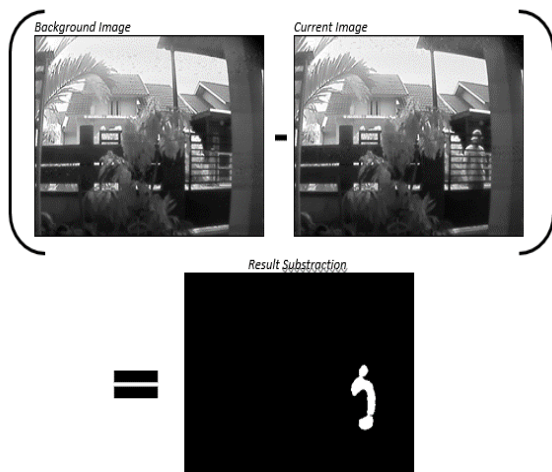 Background Image
Current Image
-
=
Result Substraction